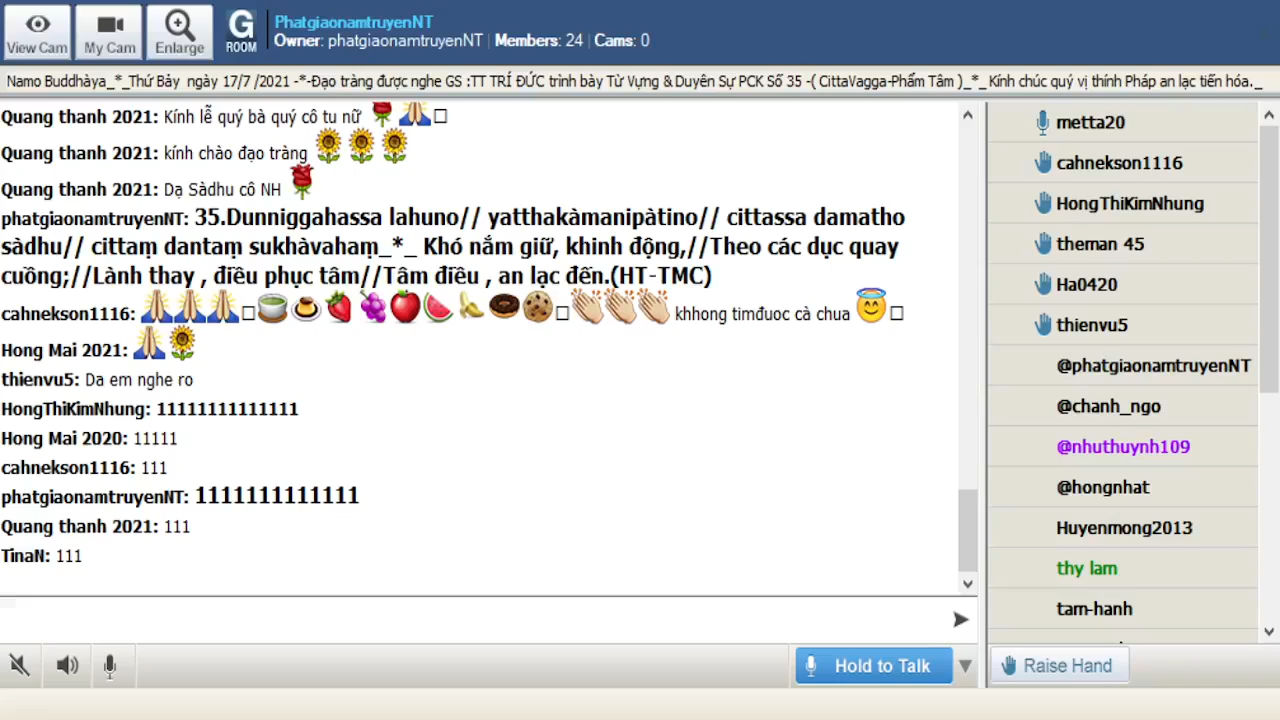 View Cam
My Cam
Enlarge
G
ROOM
PhatgiaonamtruyenNT
Owner: phatgiaonamtruyenNT | Members: 24 | Cams: 0
Namo Buddhàya_*_Thứ Bảy ngày 17/7 /2021 -*-Đạo tràng được nghe GS :TT TRÍ ĐỨC trình bày Từ Vựng & Duyên Sự PCK Số 35 -( CittaVagga-Phẩm Tâm )_*_ Kính chúc quý vị thính Pháp an lạc tiến hóa._
Quang thanh 2021: Kính lễ quý bà quý cô tu nữ
Quang thanh 2021: kính chào đạo tràng
Quang thanh 2021: Dạ Sàdhu cô NH
phatgiaonamtruyenNT: 35.Dunniggahassa lahuno// yatthakàmanipàtino// cittassa damatho
sàdhu// cittaṃ dantaṃ sukhàvahaṃ_*_ Khó nắm giữ, khinh động,//Theo các dục quay
cuồng;//Lành thay , điều phục tâm//Tâm điều , an lạc đến.(HT-TMC)
cahnekson1116: khhong timđuoc cà chua
Hong Mai 2021:
thienvu5: Da em nghe ro
HongThiKimNhung: 11111111111111
Hong Mai 2020: 11111
cahnekson1116: 111
phatgiaonamtruyenNT: 1111111111111
Quang thanh 2021: 111
TinaN: 111
Hold to Talk
metta20
cahnekson1116
HongThiKimNhung
theman 45
Ha0420
thienvu5
@phatgiaonamtruyenNT
@chanh_ngo
@nhuthuynh109
@hongnhat
Huyenmong2013
thy lam
tam-hanh
Raise Hand